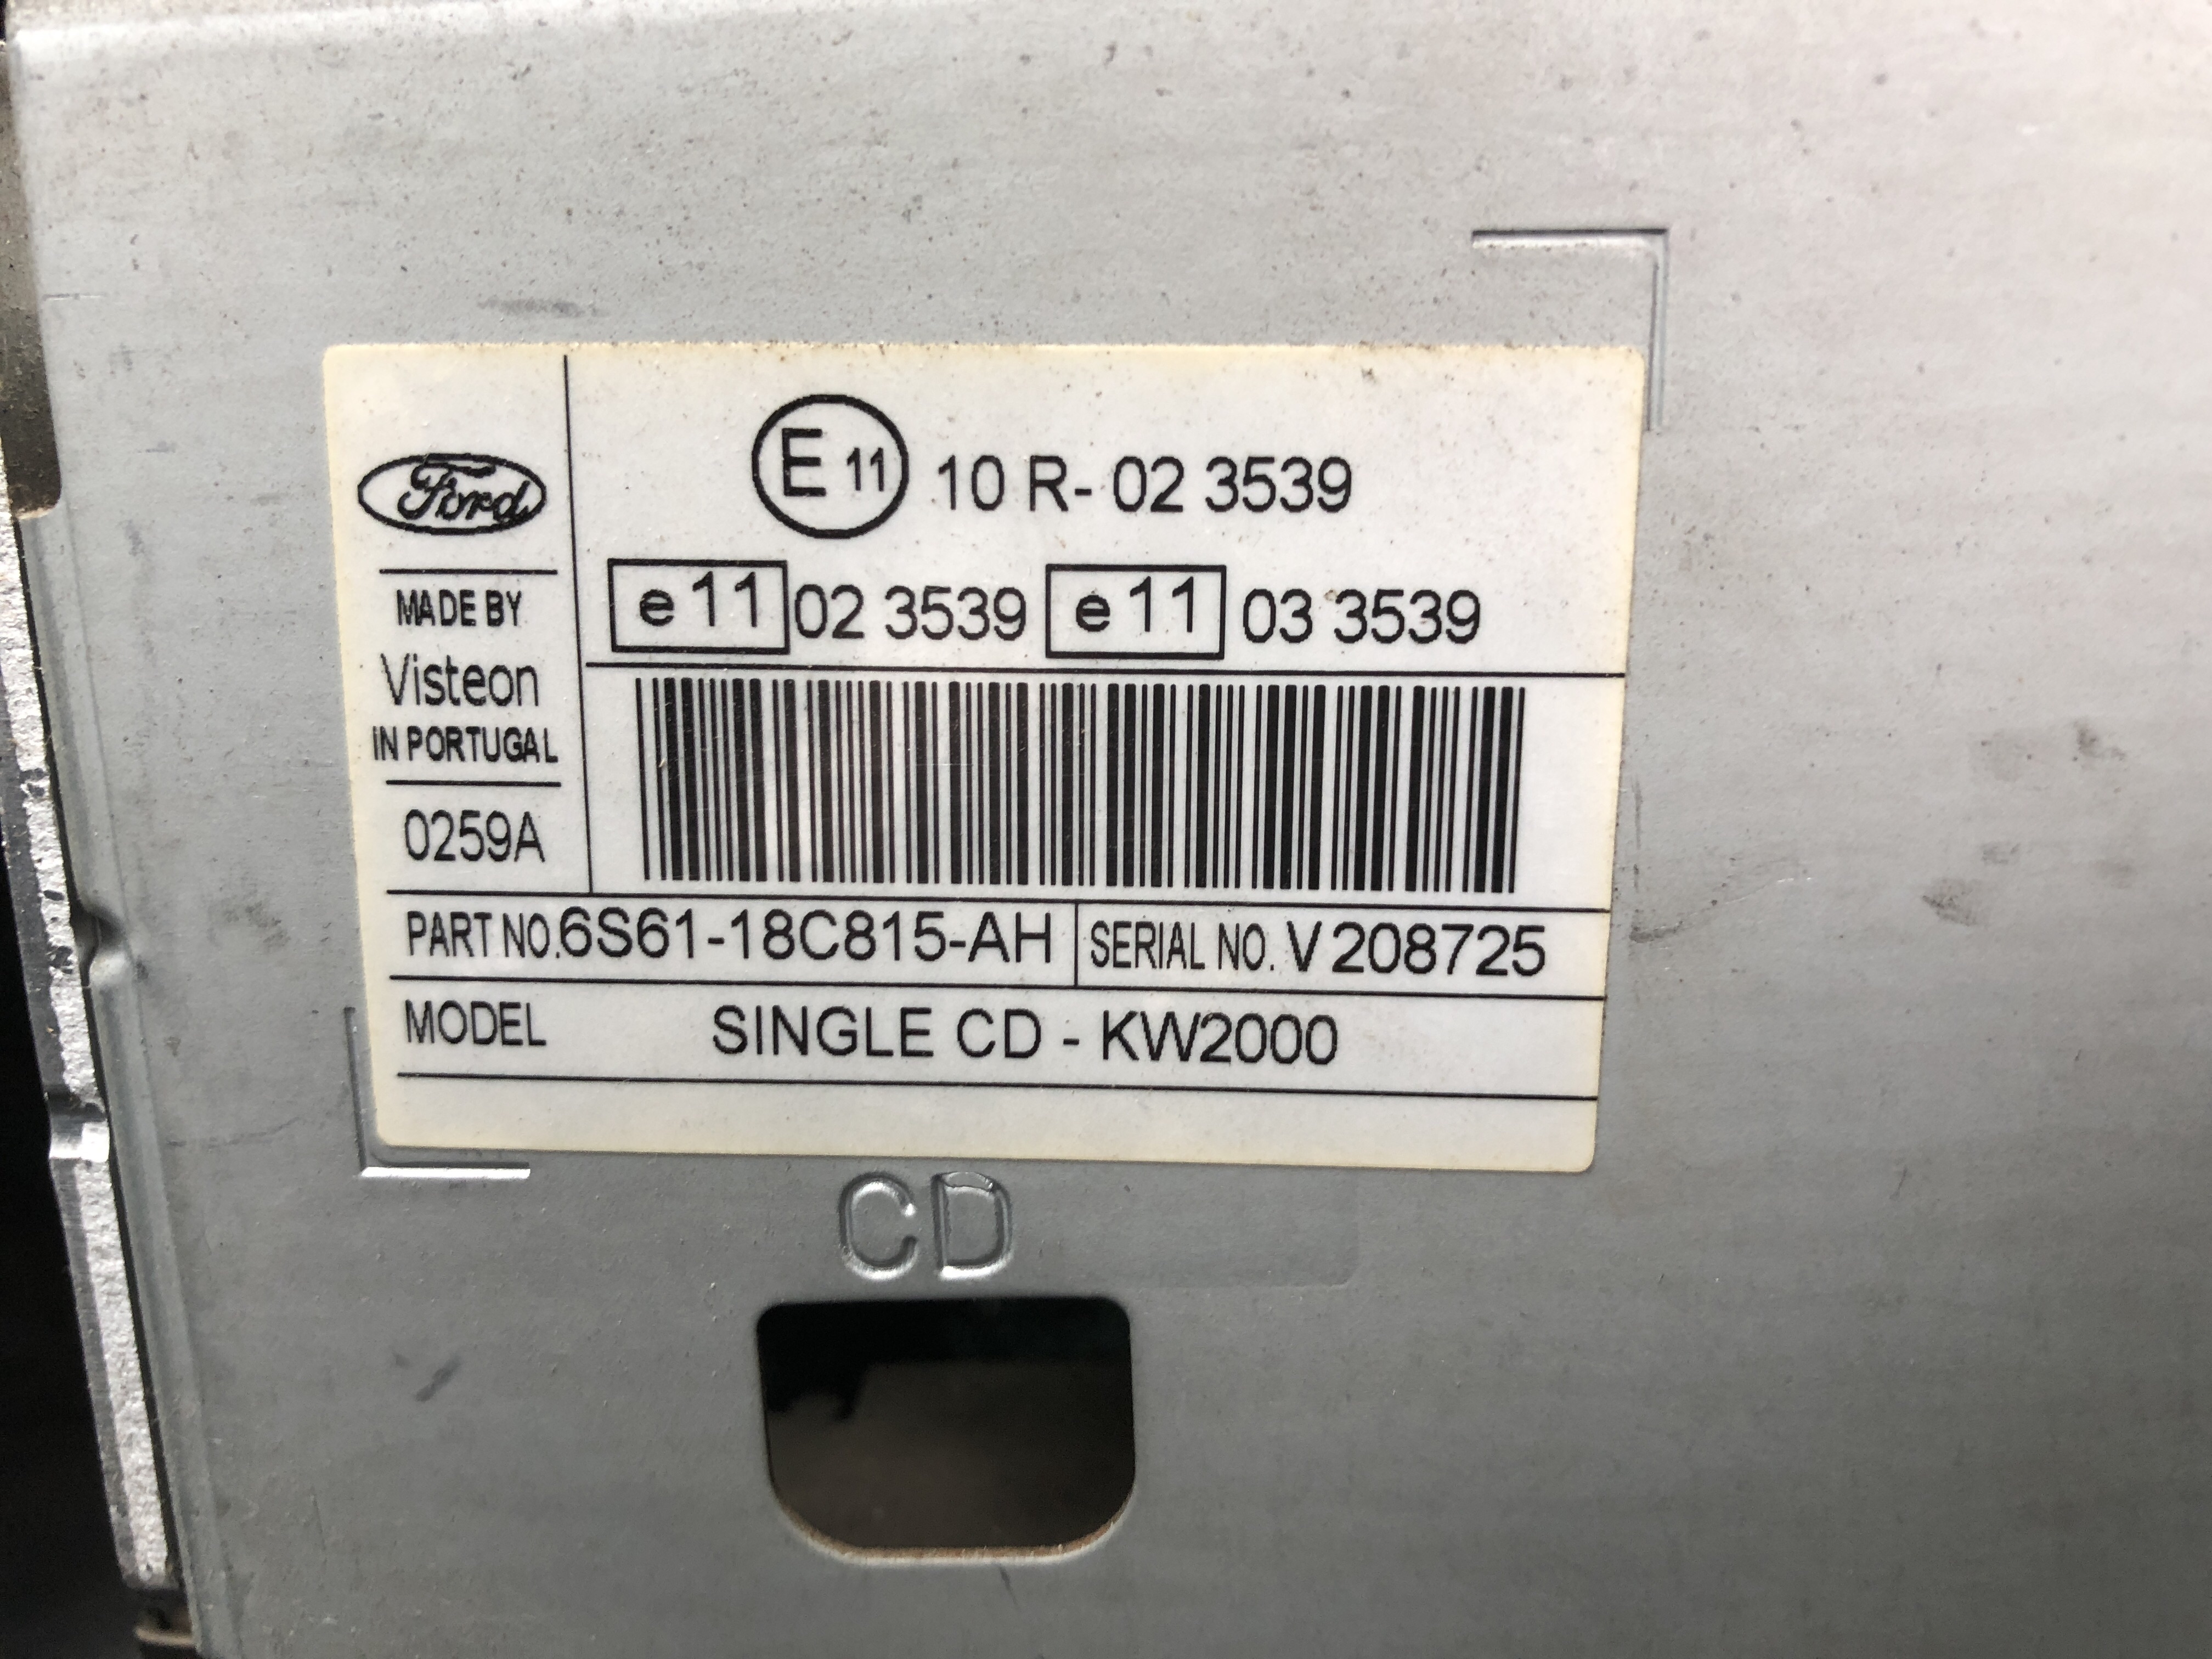 Ford
MADE BY
Visteon
IN PORTUGAL
0259A
E 11 10 R- 02 3539
e 11 02 3539 e 11 03 3539
PART NO. 6S61-18C815-AH SERIAL NO. V208725
MODEL SINGLE CD - KW2000
CD